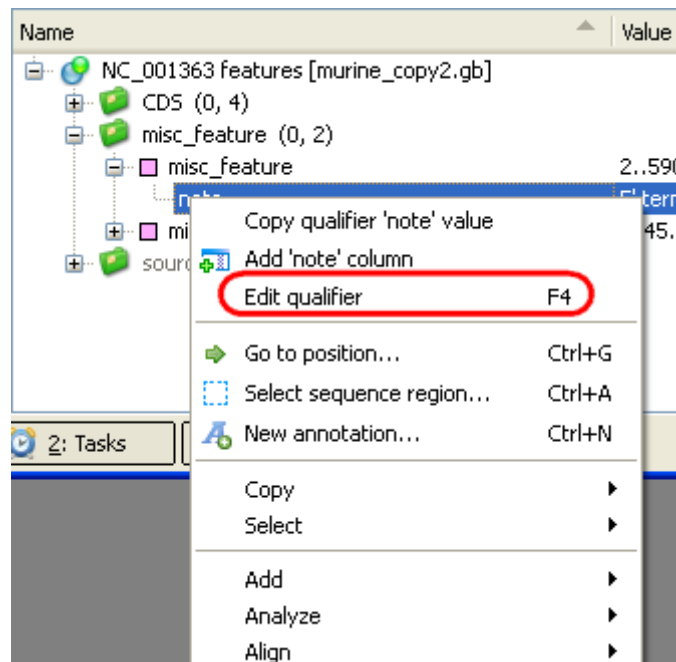 Name Value
NC_001363 features [murine_copy2.gb]
CDS (0, 4)
misc_feature (0, 2)
misc_feature 2..590
Copy qualifier 'note' value
Add 'note' column
Edit qualifier F4
Go to position... Ctrl+G
Select sequence region... Ctrl+A
New annotation... Ctrl+N
2: Tasks
Copy
Select
Add
Analyze
Align